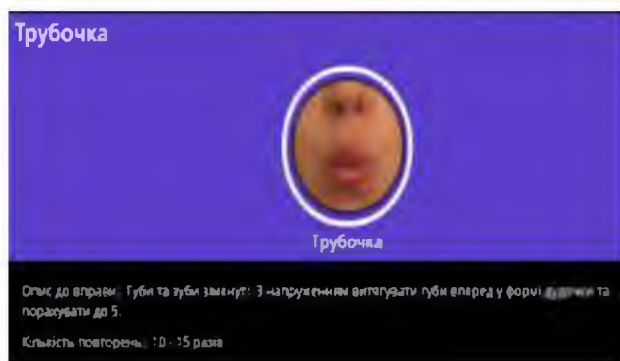 Трубочка
Трубочка
Опис до вправи: Губи та зуби зімкнуті. З напруженням витягувати губи вперед у формі та
порахувати до 5.
Кількість повторень: 10 - 15 разів